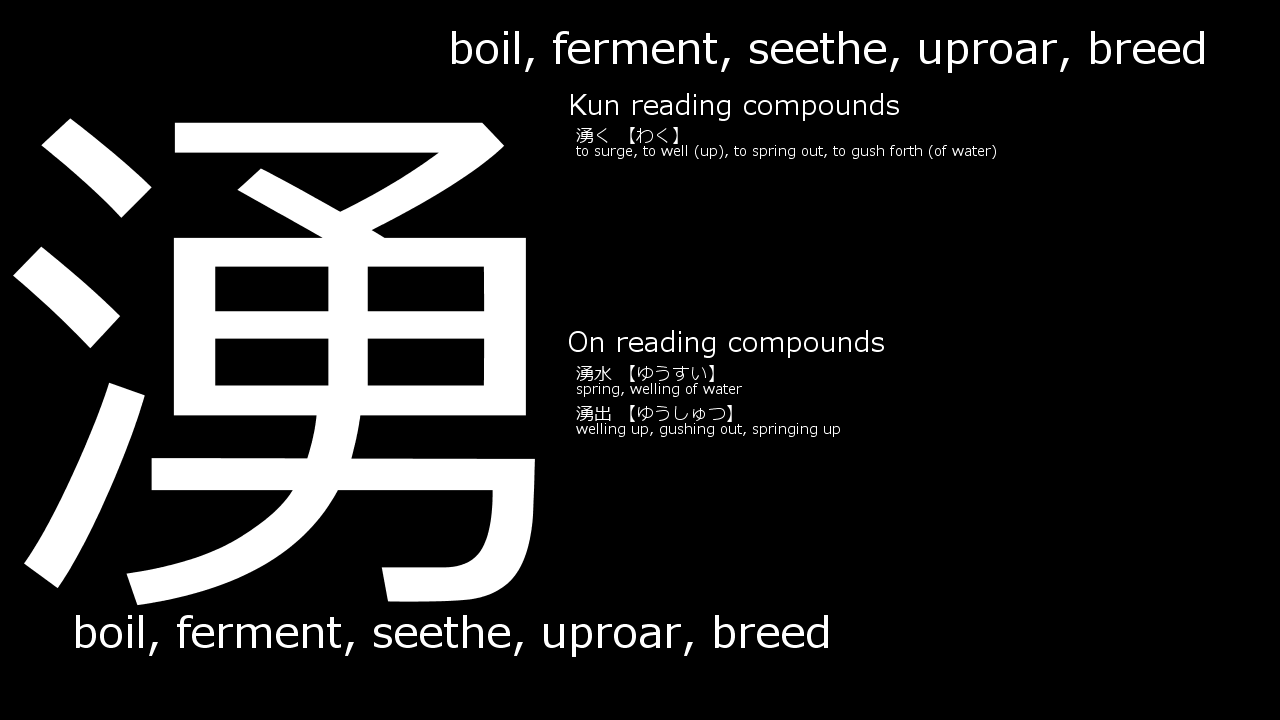 boil, ferment, seethe, uproar, breed
湧
Kun reading compounds
湧く 【わく】
to surge, to well (up), to spring out, to gush forth (of water)
On reading compounds
湧水 【ゆうすい】
spring, welling of water
湧出 【ゆうしゅつ】
welling up, gushing out, springing up
boil, ferment, seethe, uproar, breed